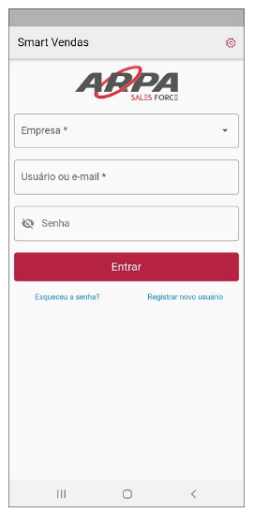 Smart Vendas
ARPA
SALES FORCE
Empresa *
Usuário ou e-mail *
Senha
Entrar
Esqueceu a senha?
Registrar novo usuário